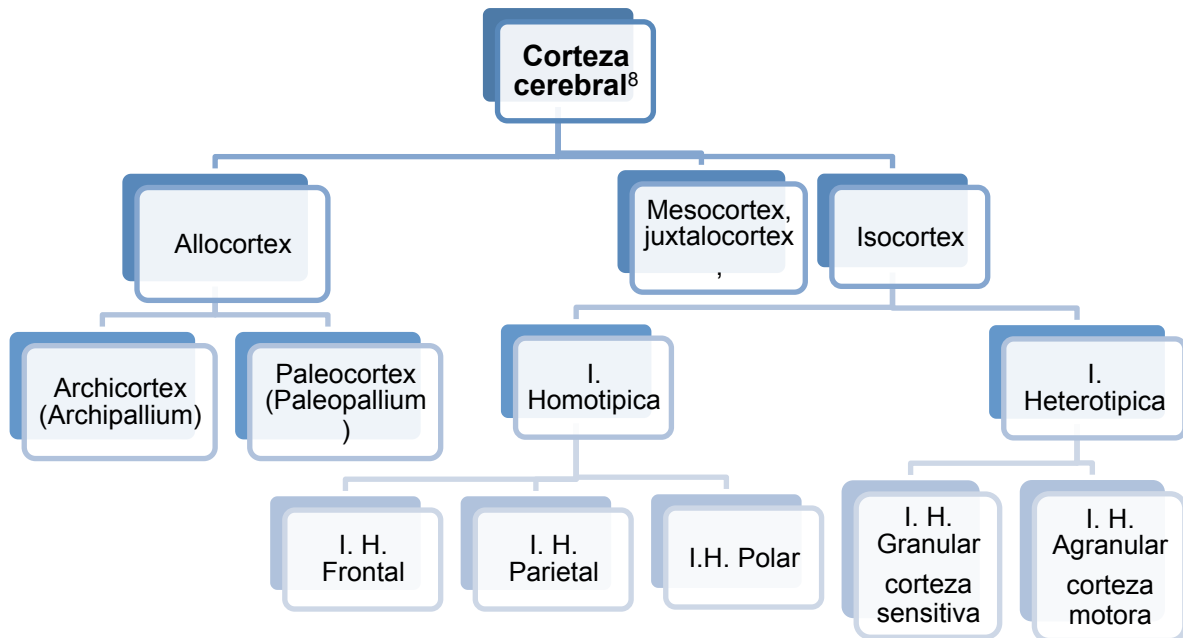 Corteza
cerebral⁸
Allocortex
Mesocortex,
juxtalocortex
,
Isocortex
Archicortex
(Archipallium)
Paleocortex
(Paleopallium
)
I.
Homotipica
I.
Heterotipica
I. H.
Frontal
I. H.
Parietal
I.H. Polar
I. H.
Granular
corteza
sensitiva
I. H.
Agranular
corteza
motora